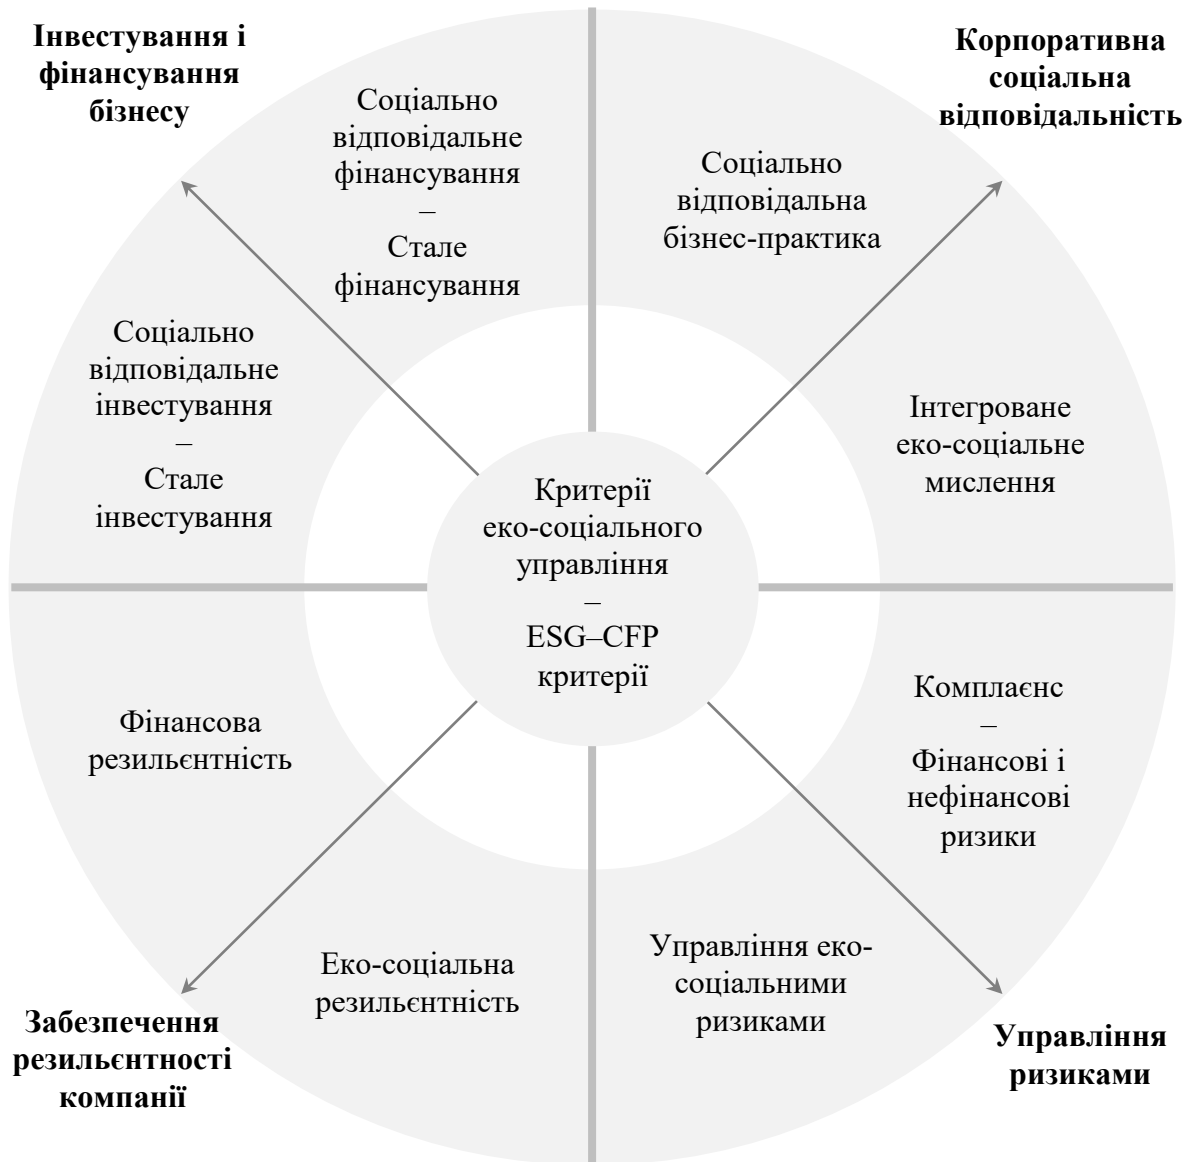 Інвестування і
фінансування
бізнесу
Корпоративна
соціальна
відповідальність
Соціально
відповідальне
фінансування
–
Стале
фінансування
Соціально
відповідальна
бізнес-практика
Соціально
відповідальне
інвестування
–
Стале
інвестування
Інтегроване
еко-соціальне
мислення
Критерії
еко-соціального
управління
–
ESG–CFP
критерії
Фінансова
резильєнтність
Комплаєнс
–
Фінансові і
нефінансові
ризики
Еко-соціальна
резильєнтність
Управління еко-
соціальними
ризиками
Забезпечення
резильєнтності
компанії
Управління
ризиками